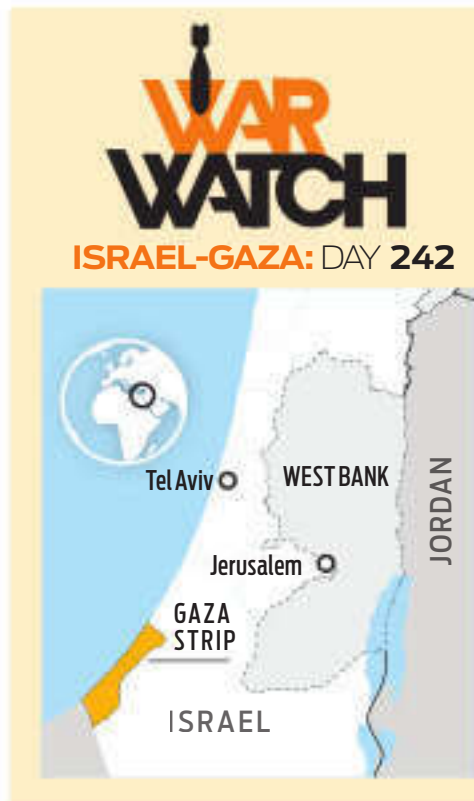 WAR
WATCH
ISRAEL-GAZA: DAY 242
Tel Aviv
WEST BANK
JORDAN
Jerusalem
GAZA
STRIP
ISRAEL